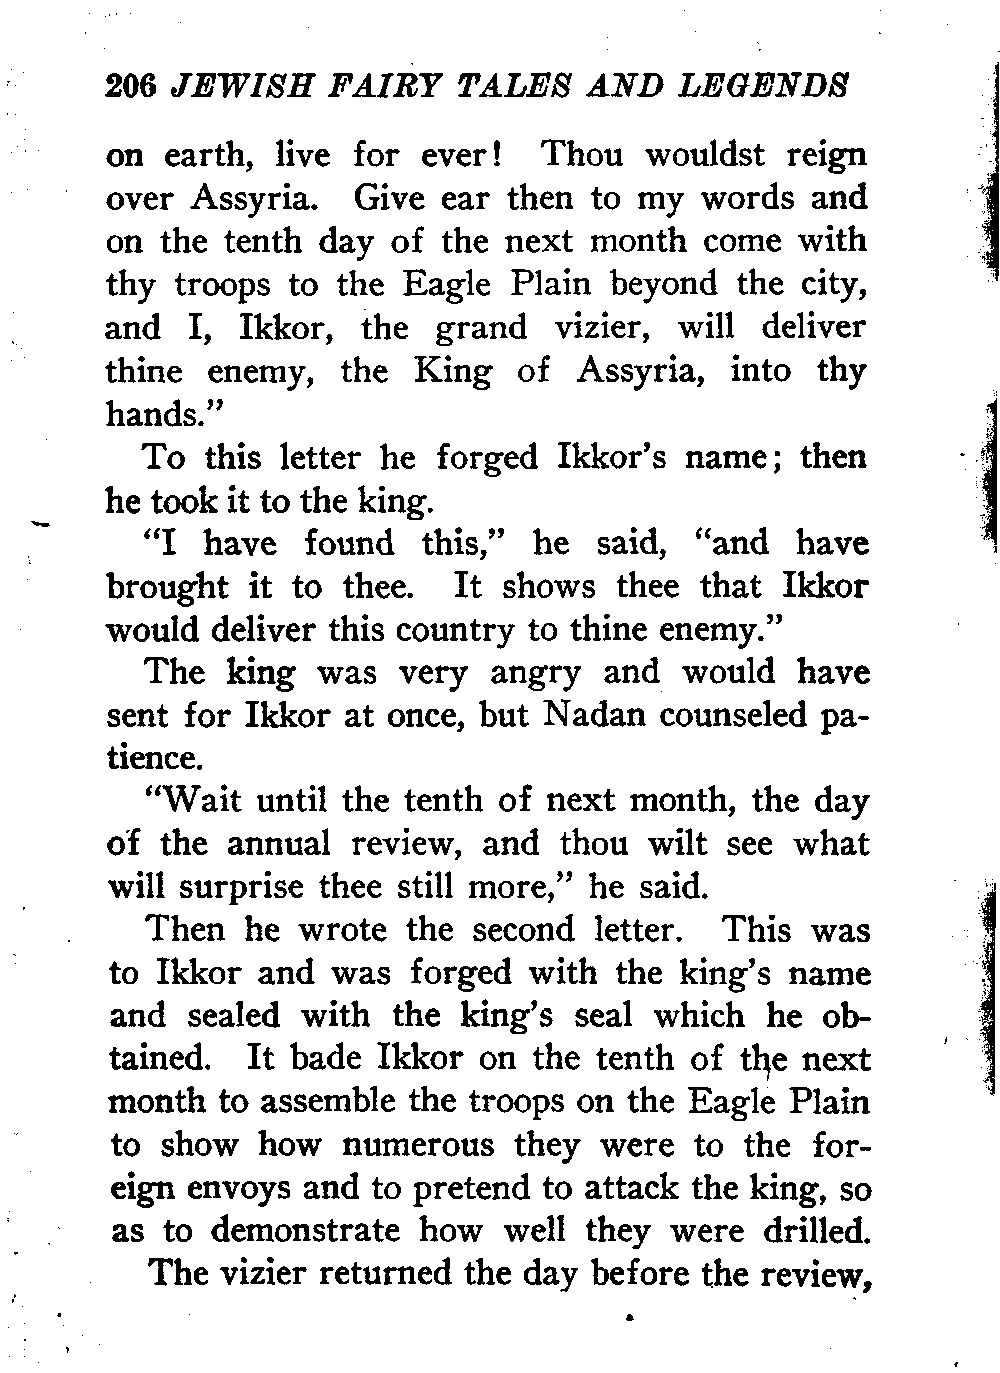 206 JEWISH FAIRY TALES AND LEGENDS
on earth, live for ever! Thou wouldst reign
over Assyria. Give ear then to my words and
on the tenth day of the next month come with
thy troops to the Eagle Plain beyond the city,
and I, Ikkor, the grand vizier, will deliver
thine enemy, the King of Assyria, into thy
hands.”
To this letter he forged Ikkor’s name; then
he took it to the king.
“I have found this,” he said, “and have
brought it to thee. It shows thee that Ikkor
would deliver this country to thine enemy.”
The king was very angry and would have
sent for Ikkor at once, but Nadan counseled pa-
tience.
“Wait until the tenth of next month, the day
of the annual review, and thou wilt see what
will surprise thee still more,” he said.
Then he wrote the second letter. This was
to Ikkor and was forged with the king’s name
and sealed with the king’s seal which he ob-
tained. It bade Ikkor on the tenth of the next
month to assemble the troops on the Eagle Plain
to show how numerous they were to the for-
eign envoys and to pretend to attack the king, so
as to demonstrate how well they were drilled.
The vizier returned the day before the review,